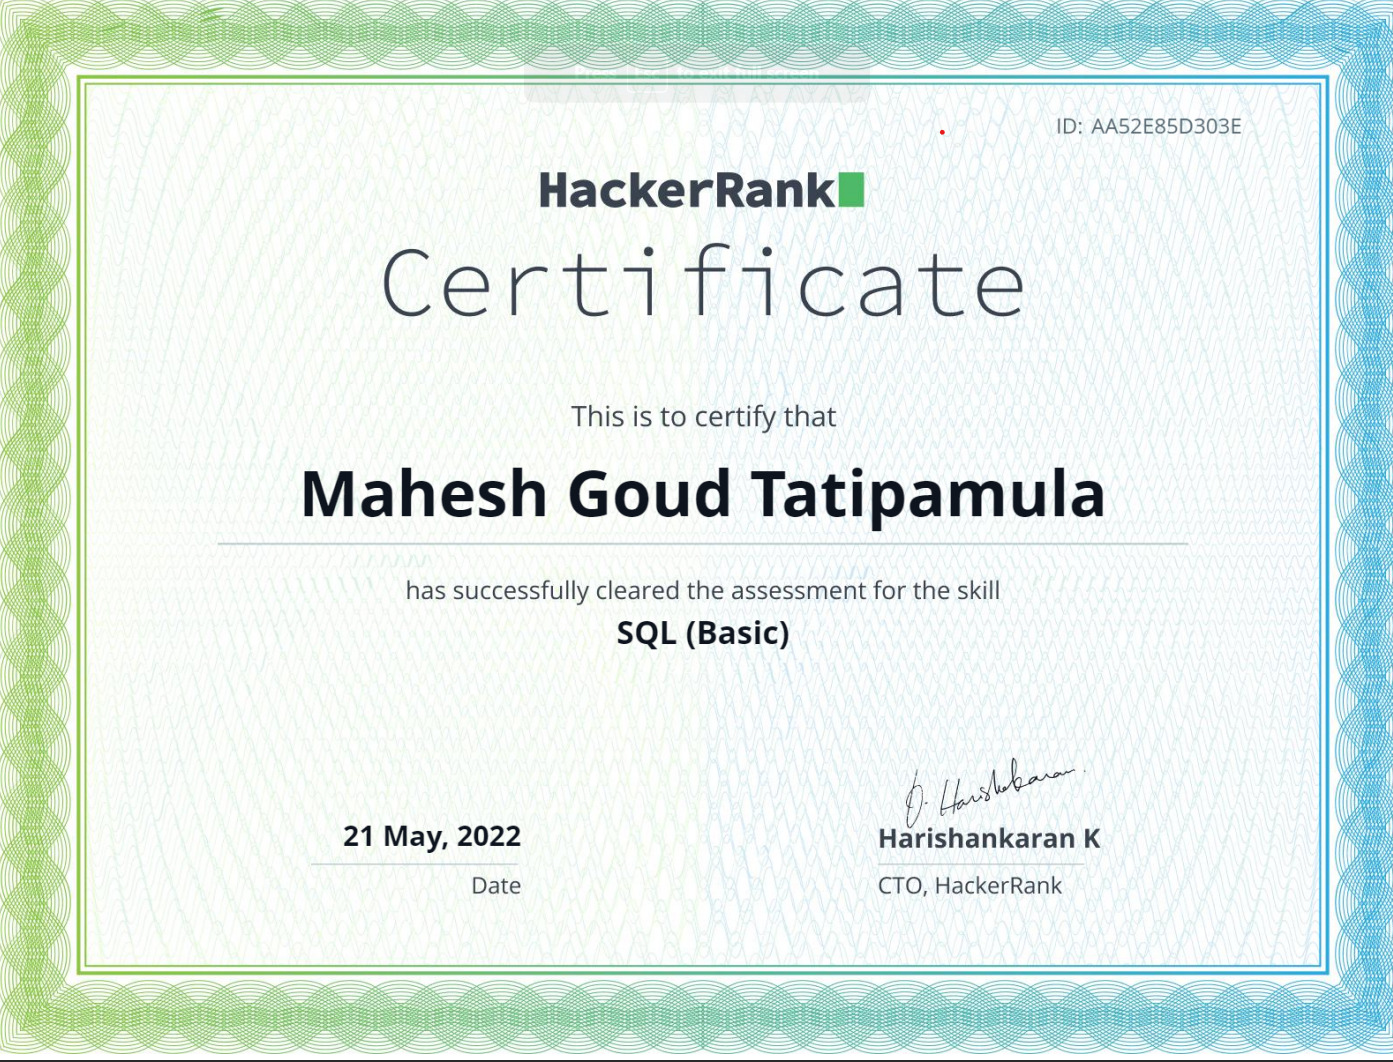 Press Esc to exit full screen
ID: AA52E85D303E
HackerRank
Certificate
This is to certify that
Mahesh Goud Tatipamula
has successfully cleared the assessment for the skill
SQL (Basic)
21 May, 2022
Date
Harishankaran K
CTO, HackerRank